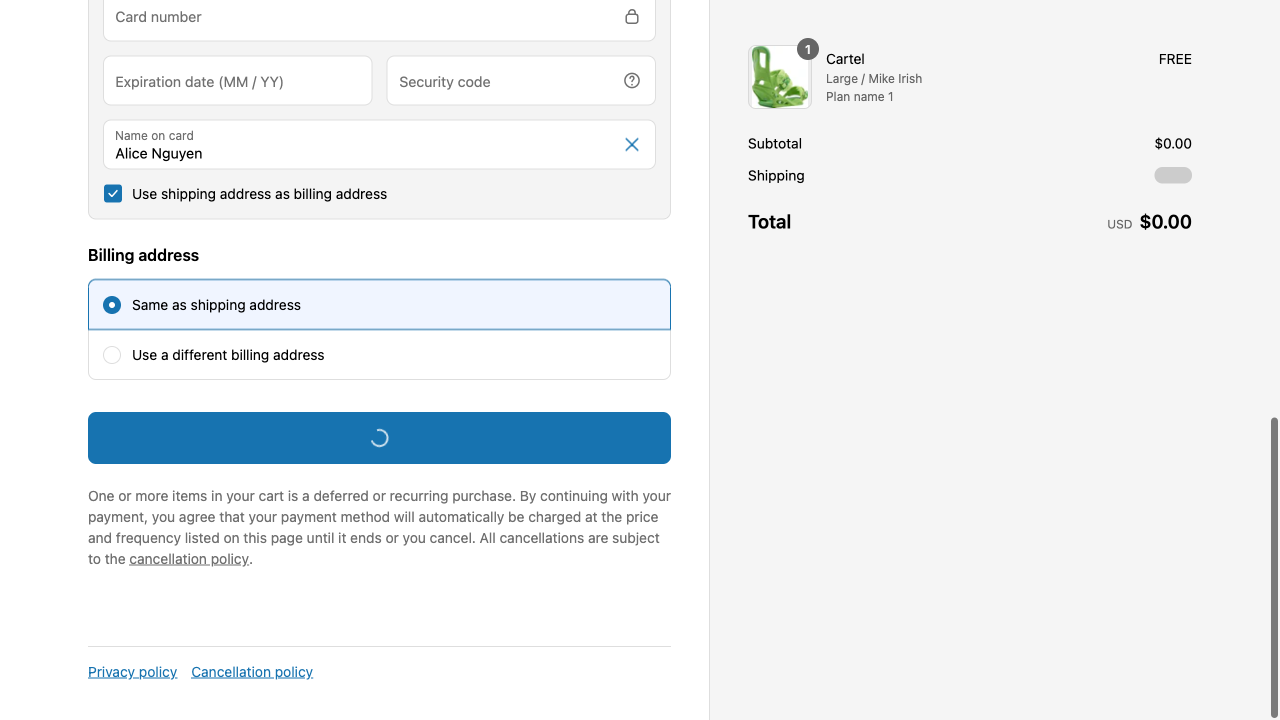 Card number
Expiration date (MM / YY)
Security code
Name on card
Alice Nguyen
Use shipping address as billing address
Billing address
Same as shipping address
Use a different billing address
One or more items in your cart is a deferred or recurring purchase. By continuing with your
payment, you agree that your payment method will automatically be charged at the price
and frequency listed on this page until it ends or you cancel. All cancellations are subject
to the cancellation policy.
Privacy policy Cancellation policy
1
Cartel FREE
Large / Mike Irish
Plan name 1
Subtotal $0.00
Shipping
Total USD $0.00